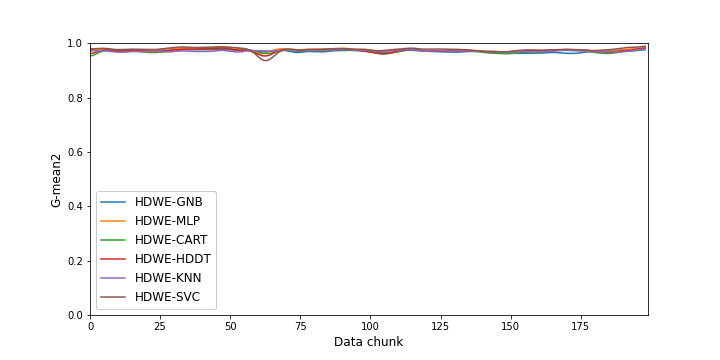 1.0
0.8
0.6
0.4
0.2
0.0
G-mean2
HDWE-GNB
HDWE-MLP
HDWE-CART
HDWE-HDDT
HDWE-KNN
HDWE-SVC
0 25 50 75 100 125 150 175
Data chunk